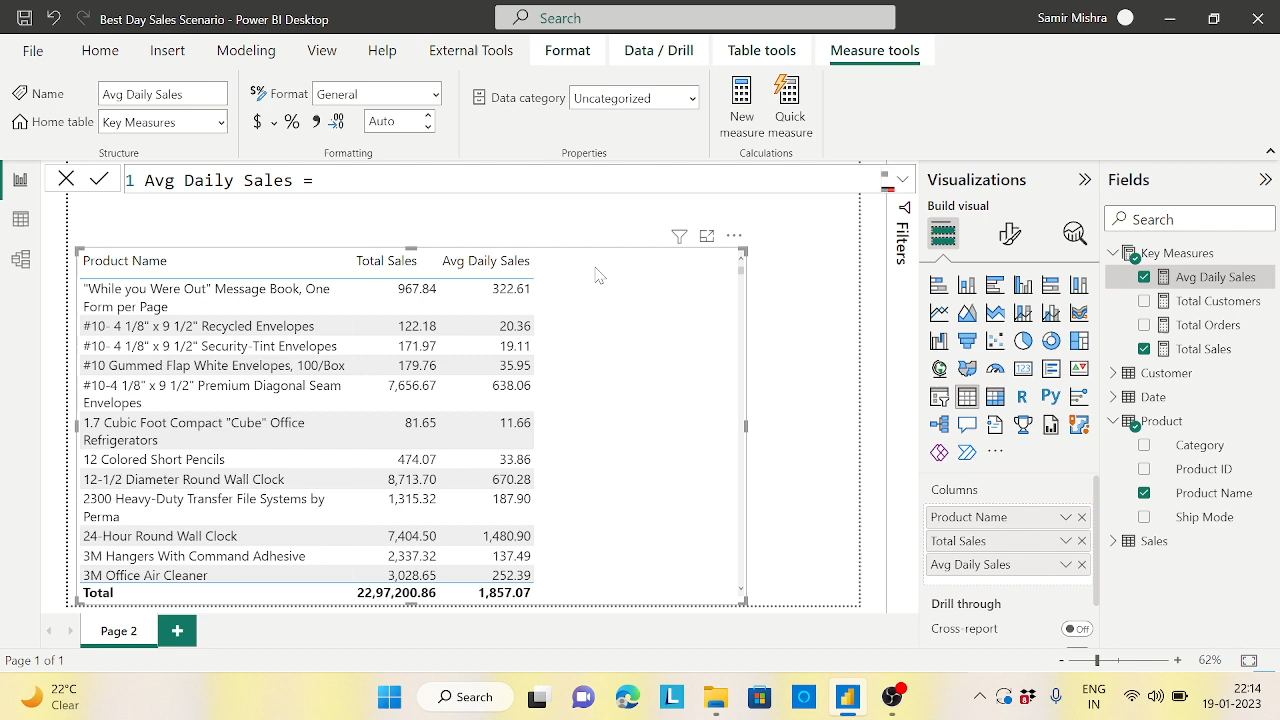 Best Day Sales Scenario - Power BI Desktop
Search
Samir Mishra
File Home Insert Modeling View Help External Tools Format Data / Drill Table tools Measure tools
Name Avg Daily Sales
Home table Key Measures
Structure
Format General
$ % , .00 Auto
Formatting
Data category Uncategorized
Properties
New measure
Quick measure
Calculations
1 Avg Daily Sales =
Product Name Total Sales Avg Daily Sales
"While you Were Out" Message Book, One 967.84 322.61
Form per Page
#10- 4 1/8" x 9 1/2" Recycled Envelopes 122.18 20.36
#10- 4 1/8" x 9 1/2" Security-Tint Envelopes 171.97 19.11
#10 Gummed Flap White Envelopes, 100/Box 179.76 35.95
#10-4 1/8" x 9 1/2" Premium Diagonal Seam 7,656.67 638.06
Envelopes
1.7 Cubic Foot Compact "Cube" Office 81.65 11.66
Refrigerators
12 Colored Short Pencils 474.07 33.86
12-1/2 Diameter Round Wall Clock 8,713.70 670.28
2300 Heavy-Duty Transfer File Systems by 1,315.32 187.90
Perma
24-Hour Round Wall Clock 7,404.50 1,480.90
3M Hangers With Command Adhesive 2,337.32 137.49
3M Office Air Cleaner 3,028.65 252.39
Total 22,97,200.86 1,857.07
Filters
Visualizations
Build visual
R Py
123
...
Columns
Product Name
Total Sales
Avg Daily Sales
Drill through
Cross-report Off
Fields
Search
Key Measures
Avg Daily Sales
Total Customers
Total Orders
Total Sales
Customer
Date
Product
Category
Product ID
Product Name
Ship Mode
Sales
Page 2
Page 1 of 1
62%
22°C
Clear
Search
L
ENG
IN
22:14
19-01-2023